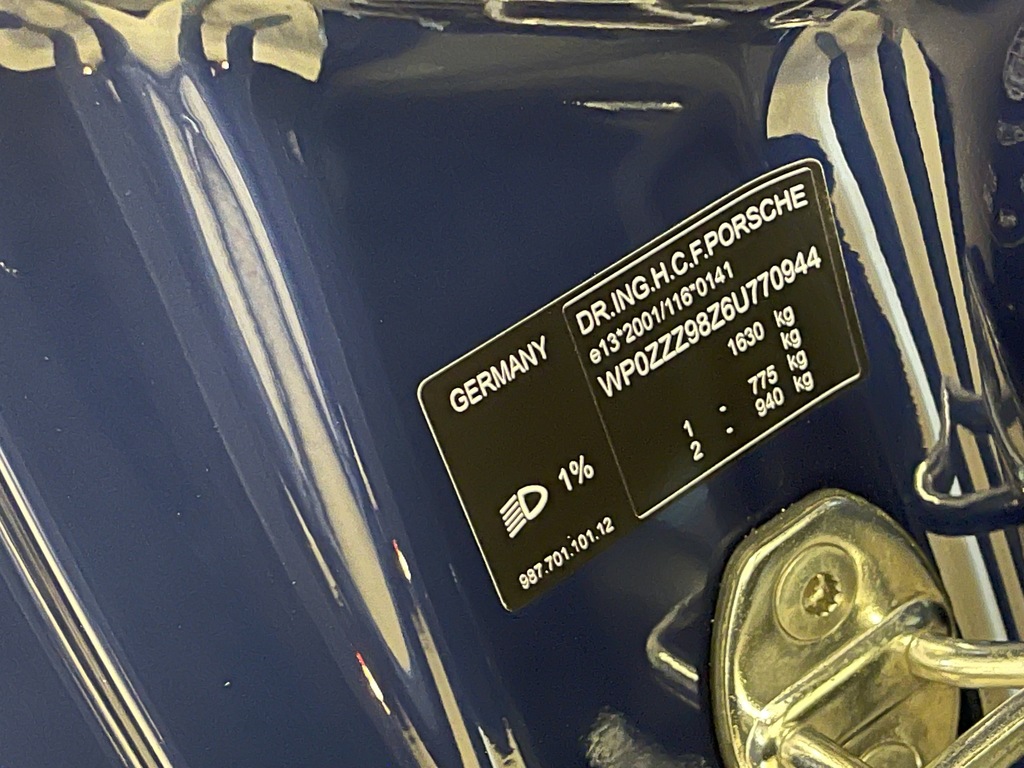 GERMANY
1%
987.701.101.12
DR.ING.H.C.F.PORSCHE
e13*2001/116*0141
WP0ZZZ98Z6U770944
1630 kg
kg
1 : 775 kg
2 : 940 kg